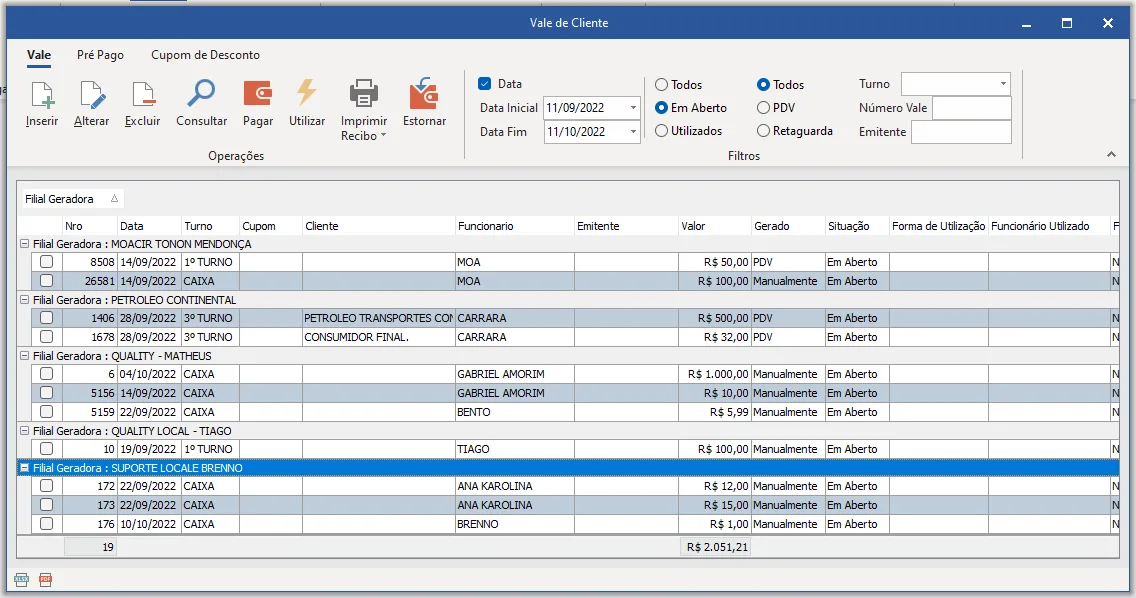 Vale de Cliente
Vale Pré Pago Cupom de Desconto
Inserir Alterar Excluir Consultar Pagar Utilizar Imprimir Recibo Estornar
Operações
Data
Data Inicial 11/09/2022
Data Fim 11/10/2022
Todos
Em Aberto
Utilizados
Todos
PDV
Retaguarda
Turno
Número Vale
Emitente
Filtros
Filial Geradora
Nro Data Turno Cupom Cliente Funcionario Emitente Valor Gerado Situação Forma de Utilização Funcionário Utilizado F
Filial Geradora : MOACIR TONON MENDONÇA
8508 14/09/2022 1º TURNO MOA R$ 50,00 PDV Em Aberto N
26581 14/09/2022 CAIXA MOA R$ 100,00 Manualmente Em Aberto N
Filial Geradora : PETROLEO CONTINENTAL
1406 28/09/2022 3º TURNO PETROLEO TRANSPORTES CON CARRARA R$ 500,00 PDV Em Aberto N
1678 28/09/2022 3º TURNO CONSUMIDOR FINAL. CARRARA R$ 32,00 PDV Em Aberto N
Filial Geradora : QUALITY - MATHEUS
6 04/10/2022 CAIXA GABRIEL AMORIM R$ 1.000,00 Manualmente Em Aberto N
5156 14/09/2022 CAIXA GABRIEL AMORIM R$ 10,00 Manualmente Em Aberto N
5159 22/09/2022 CAIXA BENTO R$ 5,99 Manualmente Em Aberto N
Filial Geradora : QUALITY LOCAL - TIAGO
10 19/09/2022 1º TURNO TIAGO R$ 100,00 Manualmente Em Aberto N
Filial Geradora : SUPORTE LOCALE BRENNO
172 22/09/2022 CAIXA ANA KAROLINA R$ 12,00 Manualmente Em Aberto N
173 22/09/2022 CAIXA ANA KAROLINA R$ 15,00 Manualmente Em Aberto N
176 10/10/2022 CAIXA BRENNO R$ 1,00 Manualmente Em Aberto N
19 R$ 2.051,21
XLSX PDF